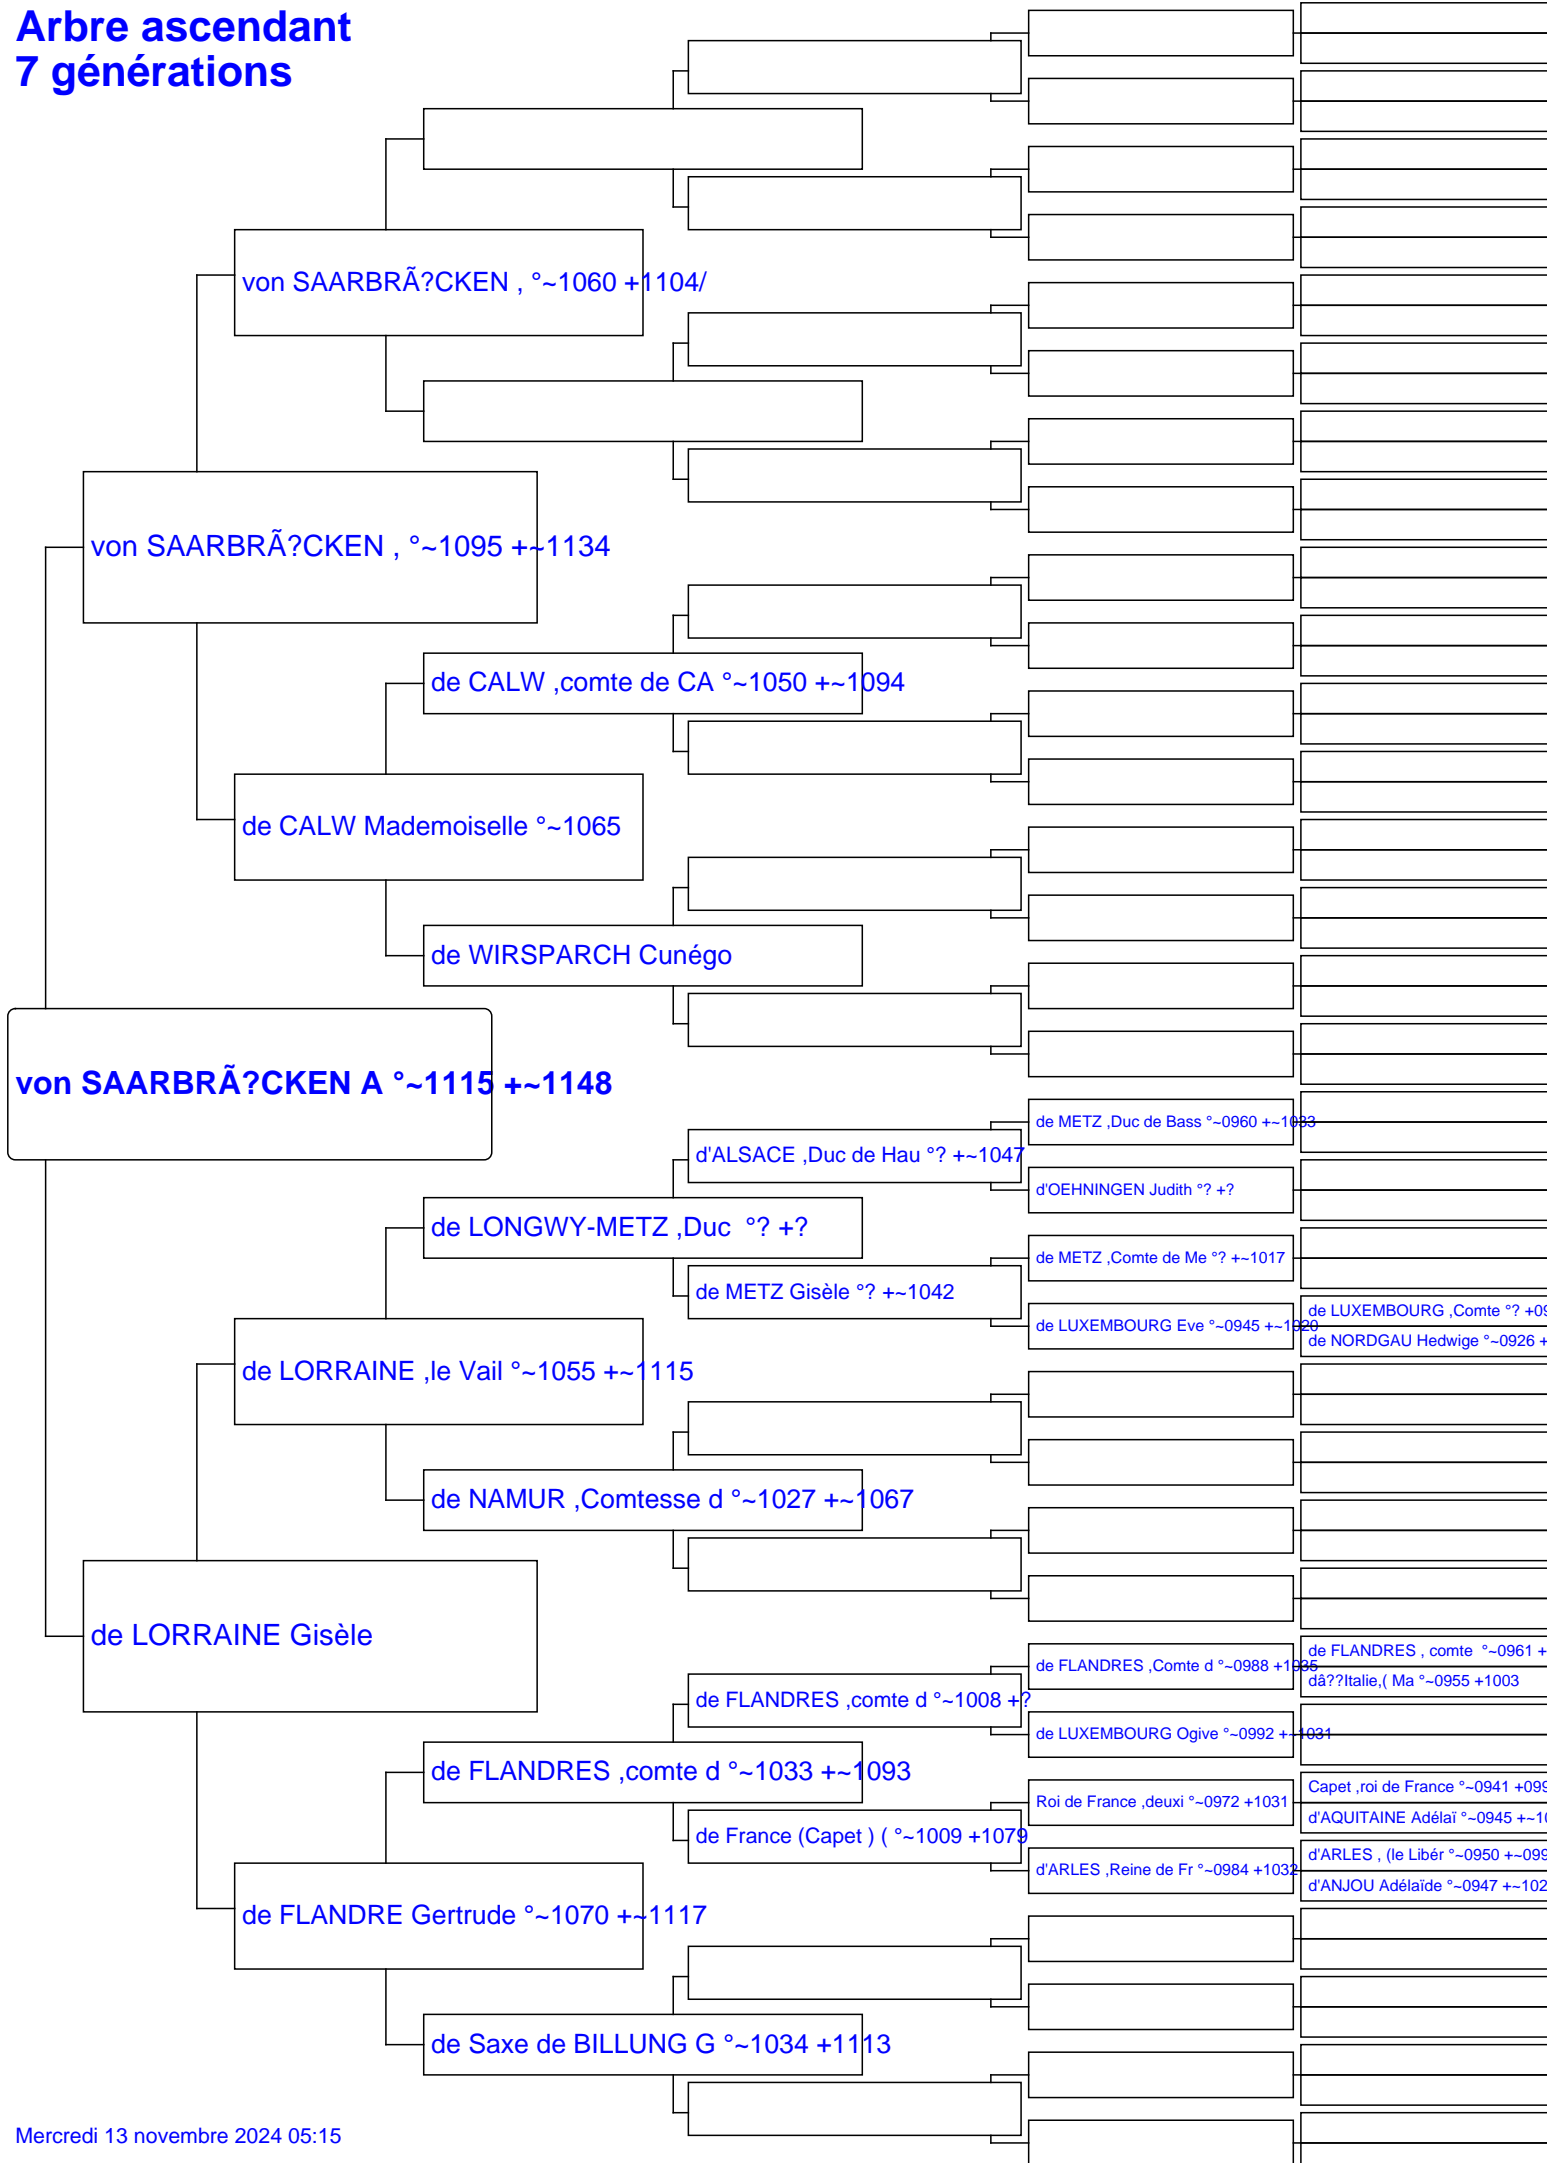 Arbre ascendant
7 générations
von SAARBRÃ?CKEN , °~1060 +1104/
von SAARBRÃ?CKEN , °~1095 +~1134
de CALW ,comte de CA °~1050 +~1094
de CALW Mademoiselle °~1065
de WIRSPARCH Cunégo
von SAARBRÃ?CKEN A °~1115 +~1148
de METZ ,Duc de Bass °~0960 +~1033
d'ALSACE ,Duc de Hau °? +~1047
d'OEHNINGEN Judith °? +?
de LONGWY-METZ ,Duc  °? +?
de METZ ,Comte de Me °? +~1017
de METZ Gisèle °? +~1042
de LUXEMBOURG ,Comte °? +09
de LUXEMBOURG Eve °~0945 +~1020
de NORDGAU Hedwige °~0926 +
de LORRAINE ,le Vail °~1055 +~1115
de NAMUR ,Comtesse d °~1027 +~1067
de LORRAINE Gisèle
de FLANDRES , comte  °~0961 +
de FLANDRES ,Comte d °~0988 +1035
dâ??Italie,( Ma °~0955 +1003
de FLANDRES ,comte d °~1008 +?
de LUXEMBOURG Ogive °~0992 +~1031
de FLANDRES ,comte d °~1033 +~1093
Capet ,roi de France °~0941 +099
Roi de France ,deuxi °~0972 +1031
d'AQUITAINE Adélaï °~0945 +~10
de France (Capet ) ( °~1009 +1079
d'ARLES , (le Libér °~0950 +~099
d'ARLES ,Reine de Fr °~0984 +1032
d'ANJOU Adélaïde °~0947 +~102
de FLANDRE Gertrude °~1070 +~1117
de Saxe de BILLUNG G °~1034 +1113
Mercredi 13 novembre 2024 05:15